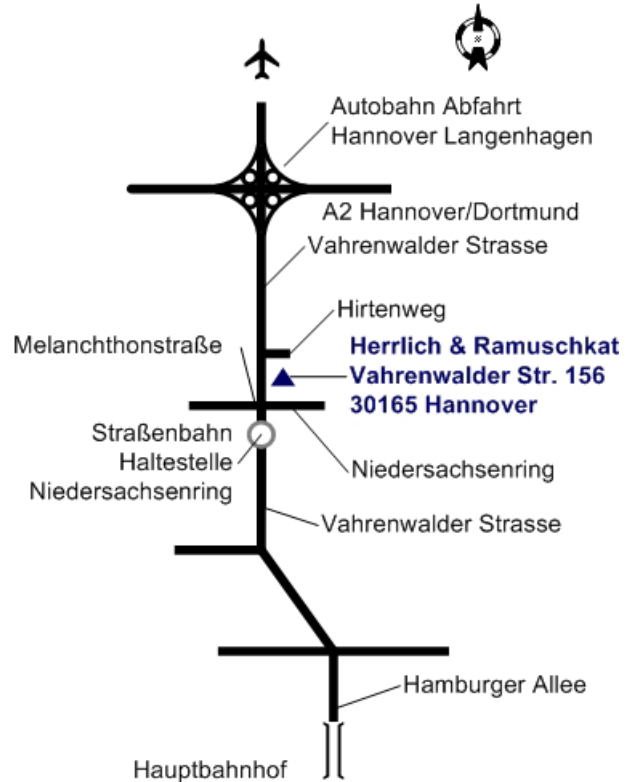 Autobahn Abfahrt
Hannover Langenhagen
A2 Hannover/Dortmund
Vahrenwalder Strasse
Hirtenweg
Melanchthonstraße
Herrlich & Ramuschkat
Vahrenwalder Str. 156
30165 Hannover
Straßenbahn
Haltestelle
Niedersachsenring
Niedersachsenring
Vahrenwalder Strasse
Hamburger Allee
Hauptbahnhof